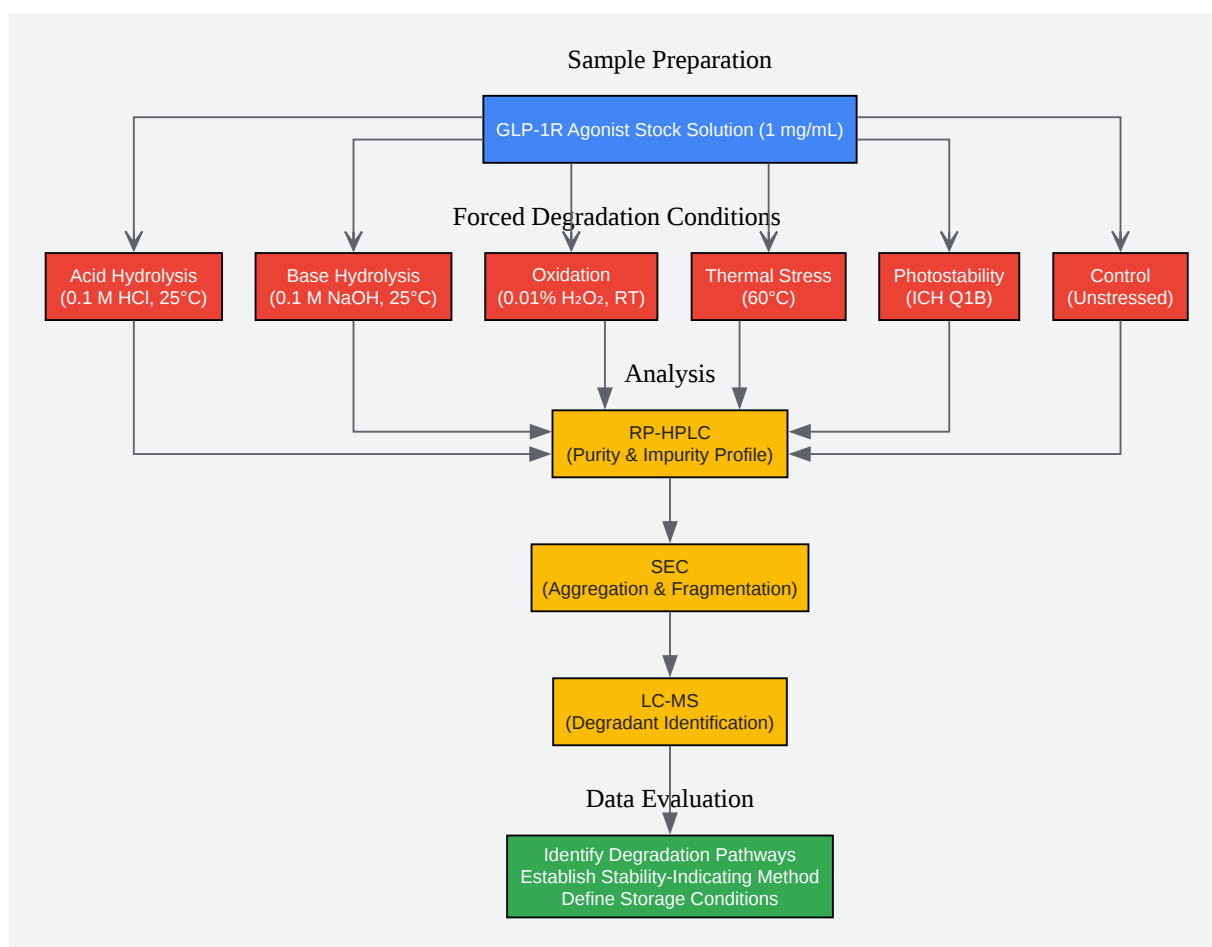 Sample Preparation
GLP-1R Agonist Stock Solution (1 mg/mL)
Forced Degradation Conditions
Acid Hydrolysis
(0.1 M HCl, 25°C)
Base Hydrolysis
(0.1 M NaOH, 25°C)
Oxidation
(0.01% H₂O₂, RT)
Thermal Stress
(60°C)
Photostability
(ICH Q1B)
Control
(Unstressed)
Analysis
RP-HPLC
(Purity & Impurity Profile)
SEC
(Aggregation & Fragmentation)
LC-MS
(Degradant Identification)
Data Evaluation
Identify Degradation Pathways
Establish Stability-Indicating Method
Define Storage Conditions